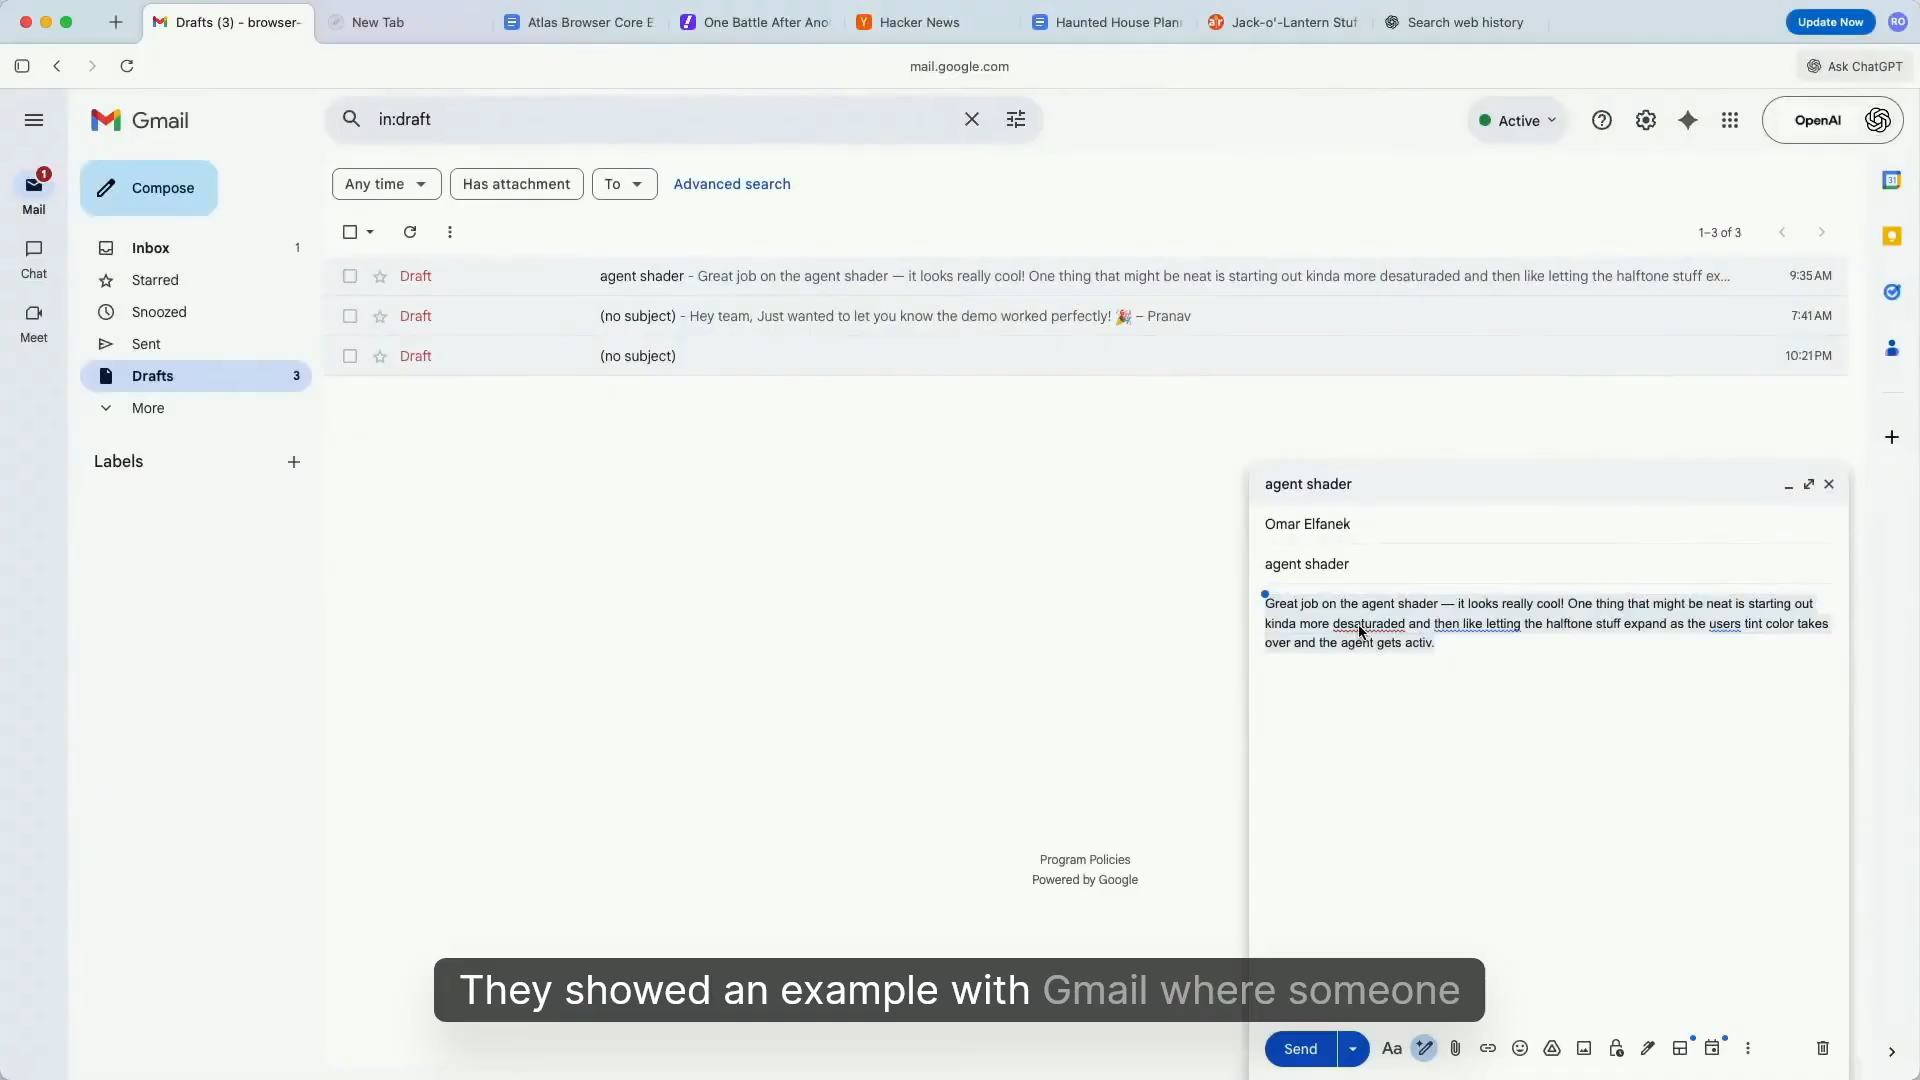 Drafts (3) - browser-
New Tab
Atlas Browser Core E
One Battle After Ano
Hacker News
Haunted House Plan
Jack-o'-Lantern Stuf
Search web history
Update Now
RO
mail.google.com
Ask ChatGPT
Gmail
in:draft
Active
OpenAI
1
Mail
Chat
Meet
Compose
Inbox 1
Starred
Snoozed
Sent
Drafts 3
More
Labels
Any time
Has attachment
To
Advanced search
1–3 of 3
Draft agent shader - Great job on the agent shader — it looks really cool! One thing that might be neat is starting out kinda more desaturaded and then like letting the halftone stuff ex... 9:35 AM
Draft (no subject) - Hey team, Just wanted to let you know the demo worked perfectly! 🎉 – Pranav 7:41 AM
Draft (no subject) 10:21 PM
31
agent shader
Omar Elfanek
agent shader
Great job on the agent shader — it looks really cool! One thing that might be neat is starting out
kinda more desaturaded and then like letting the halftone stuff expand as the users tint color takes
over and the agent gets activ.
Program Policies
Powered by Google
They showed an example with Gmail where someone
Send
Aa